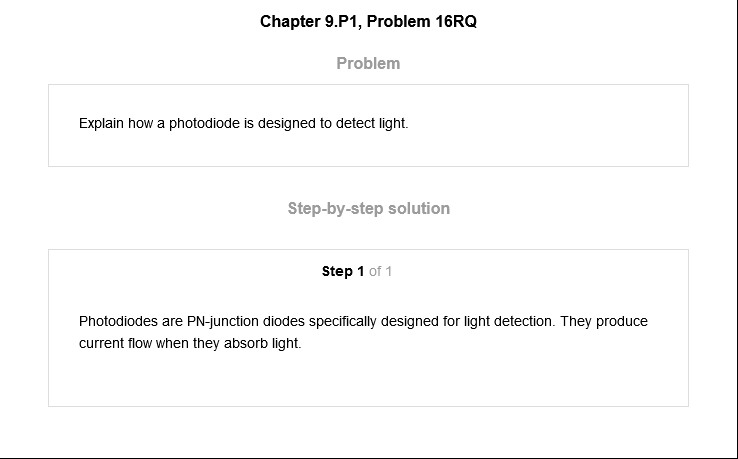 Chapter 9.P1, Problem 16RQ
Problem
Explain how a photodiode is designed to detect light.
Step-by-step solution
Step 1 of 1
Photodiodes are PN-junction diodes specifically designed for light detection. They produce
current flow when they absorb light.